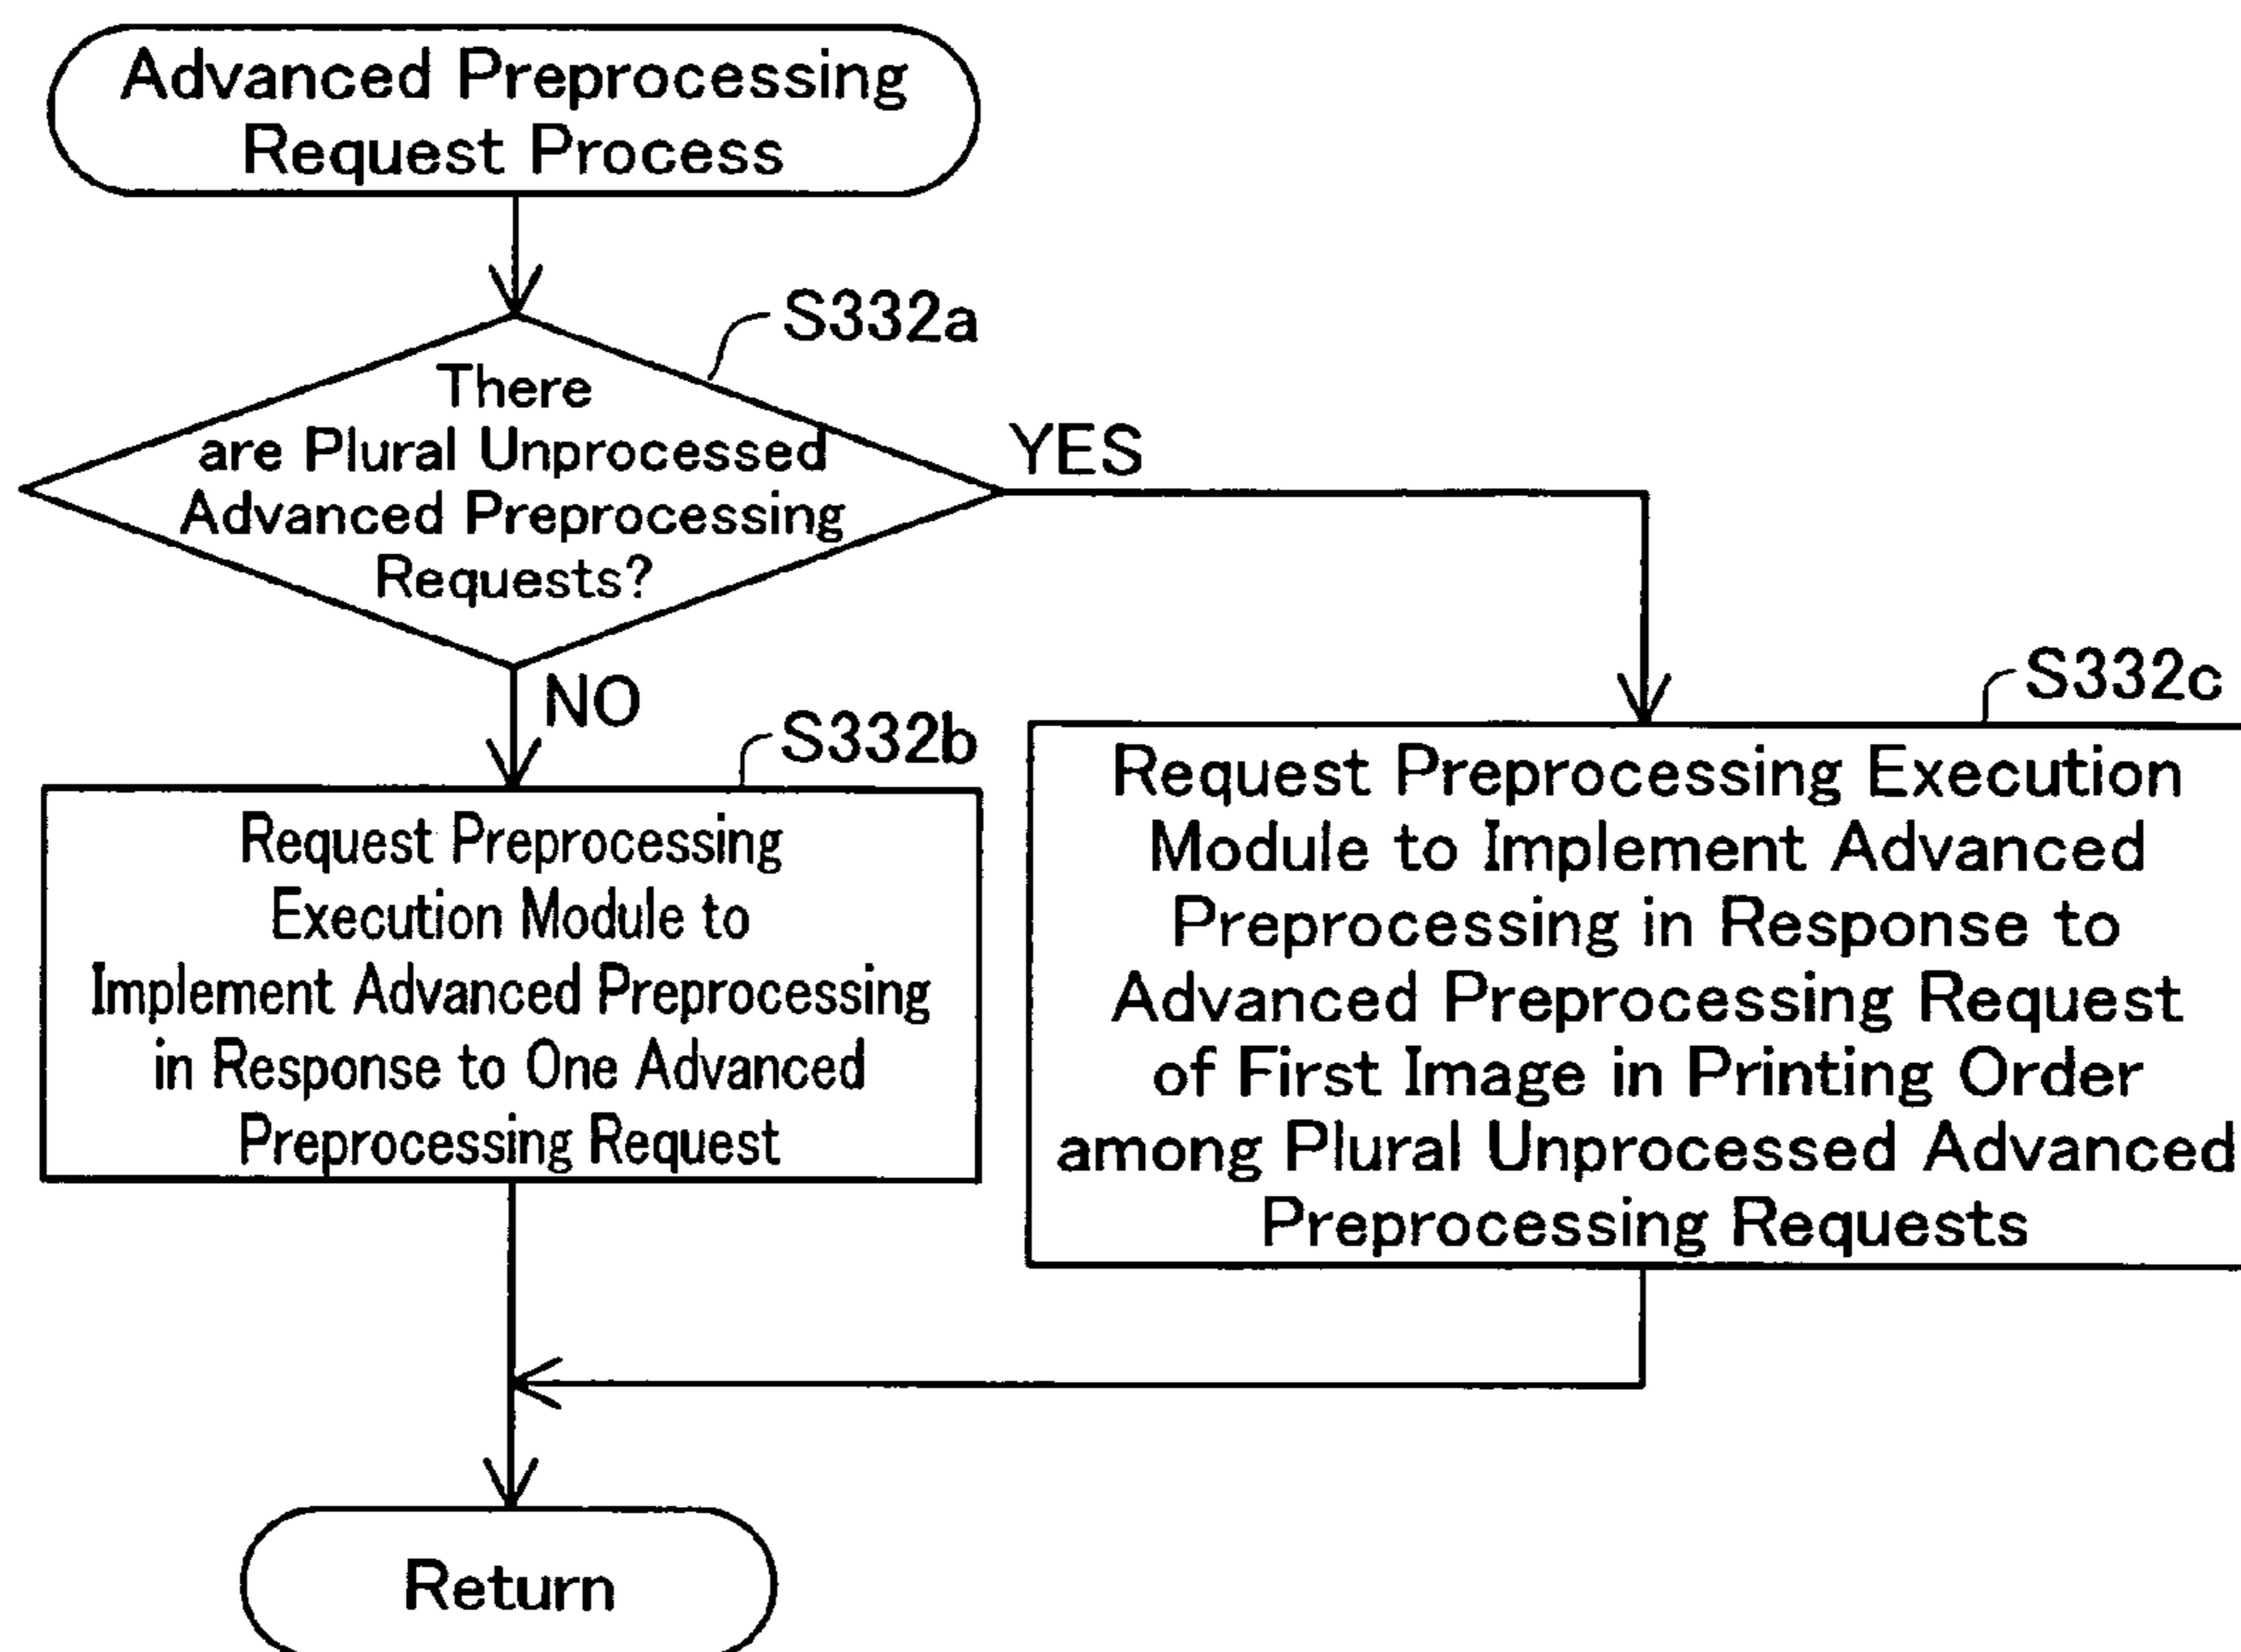 Advanced Preprocessing
Request Process
S332a
There
are Plural Unprocessed
Advanced Preprocessing
Requests?
YES
NO
S332b
Request Preprocessing
Execution Module to
Implement Advanced Preprocessing
in Response to One Advanced
Preprocessing Request
S332c
Request Preprocessing Execution
Module to Implement Advanced
Preprocessing in Response to
Advanced Preprocessing Request
of First Image in Printing Order
among Plural Unprocessed Advanced
Preprocessing Requests
Return